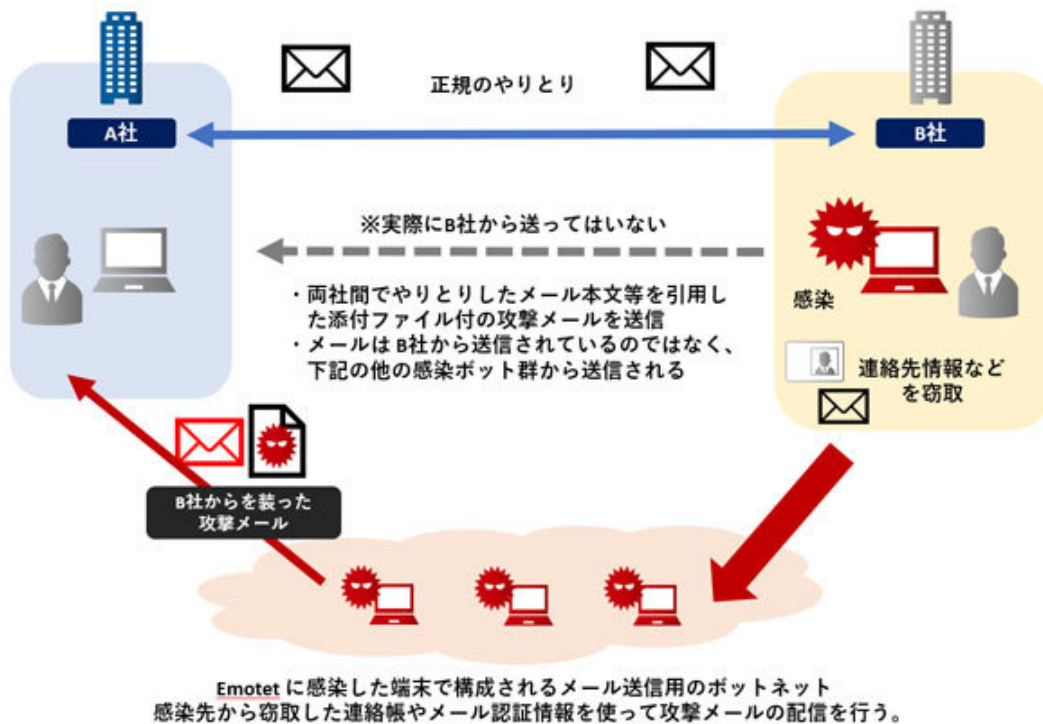 正規のやりとり
A社
B社
※実際にB社から送ってはいない
・両社間でやりとりしたメール本文等を引用し
た添付ファイル付の攻撃メールを送信
・メールは B社から送信されているのではなく、
下記の他の感染ボット群から送信される
感染
連絡先情報など
を窃取
B社からを装った
攻撃メール
Emotet に感染した端末で構成されるメール送信用のボットネット
感染先から窃取した連絡帳やメール認証情報を使って攻撃メールの配信を行う。